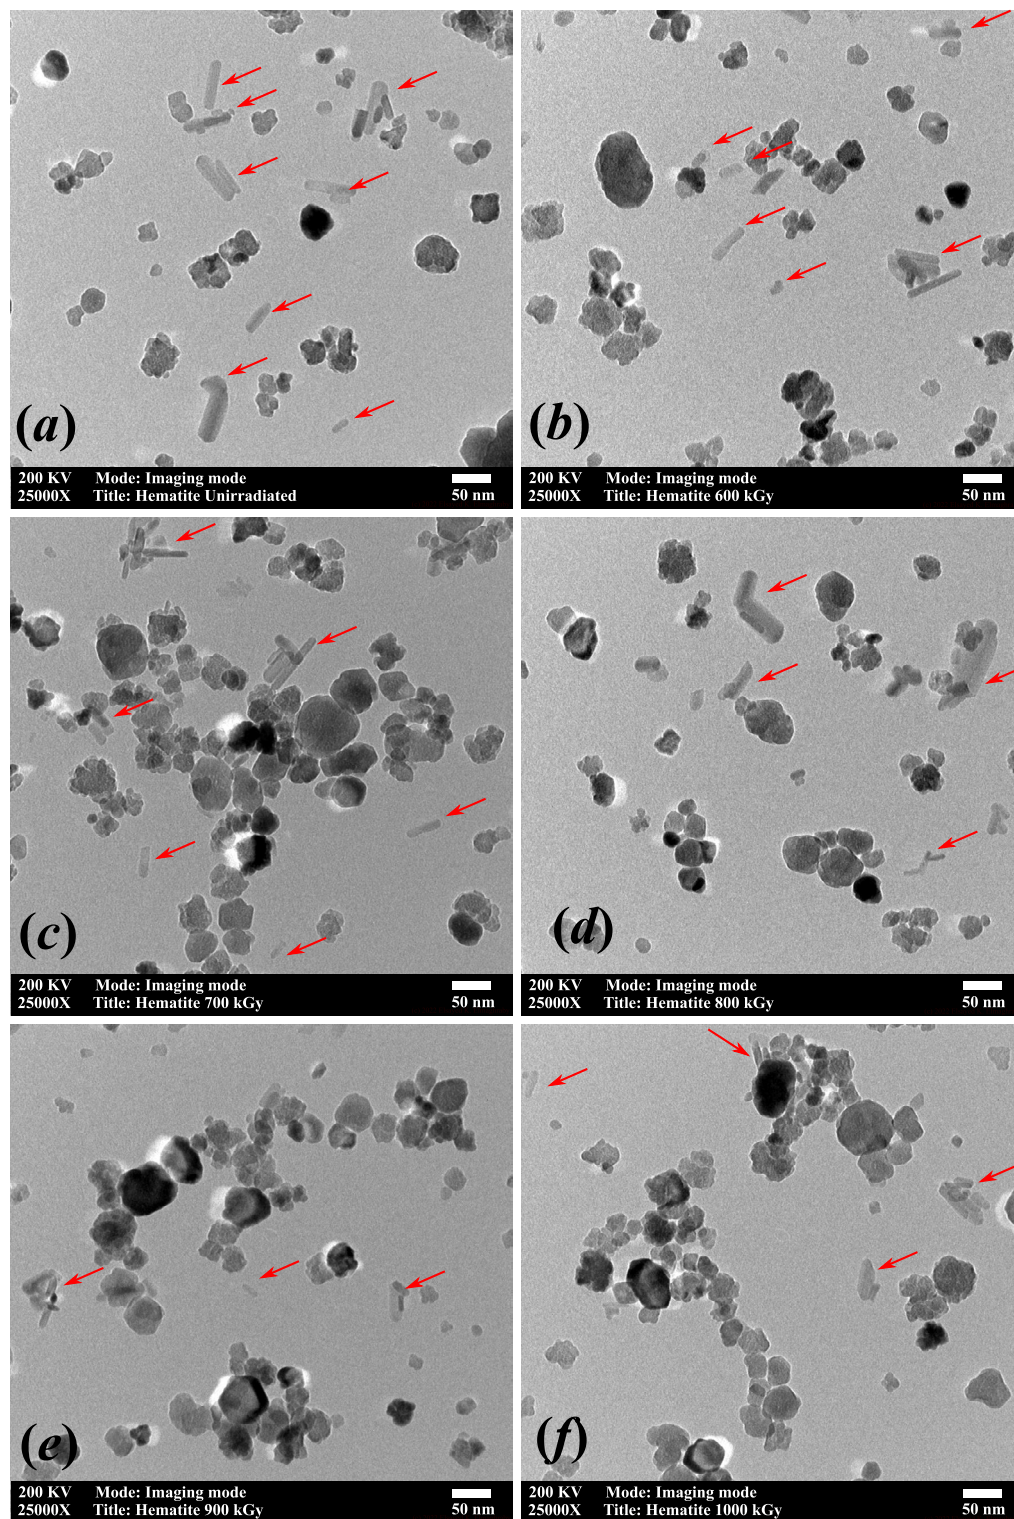 (a)
200 KV Mode: Imaging mode
25000X Title: Hematite Unirradiated
50 nm
(b)
200 KV Mode: Imaging mode
25000X Title: Hematite 600 kGy
50 nm
(c)
200 KV Mode: Imaging mode
25000X Title: Hematite 700 kGy
50 nm
(d)
200 KV Mode: Imaging mode
25000X Title: Hematite 800 kGy
50 nm
(e)
200 KV Mode: Imaging mode
25000X Title: Hematite 900 kGy
50 nm
(f)
200 KV Mode: Imaging mode
25000X Title: Hematite 1000 kGy
50 nm